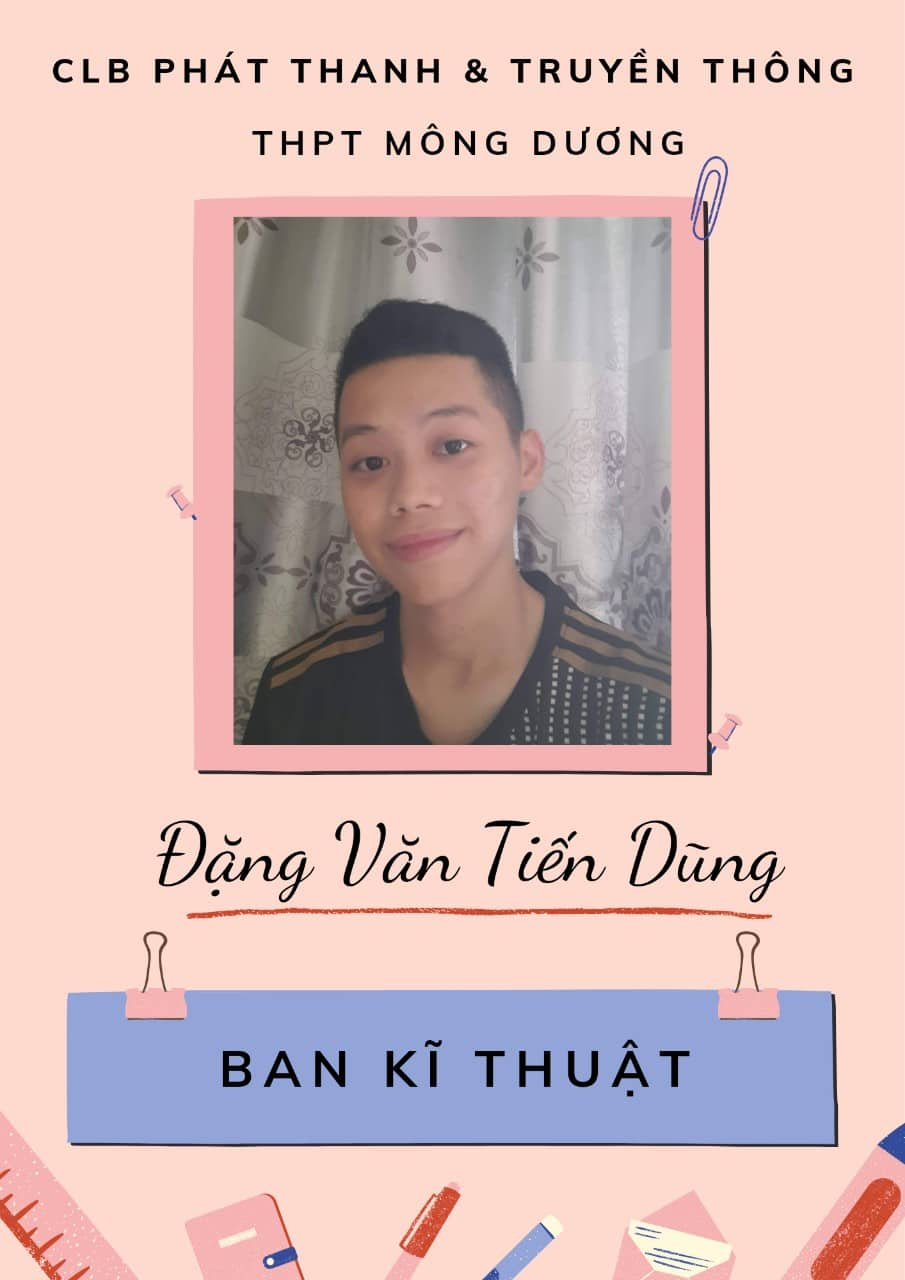 CLB PHÁT THANH & TRUYỀN THÔNG
THPT MÔNG DƯƠNG
Đặng Văn Tiến Dũng
BAN KĨ THUẬT